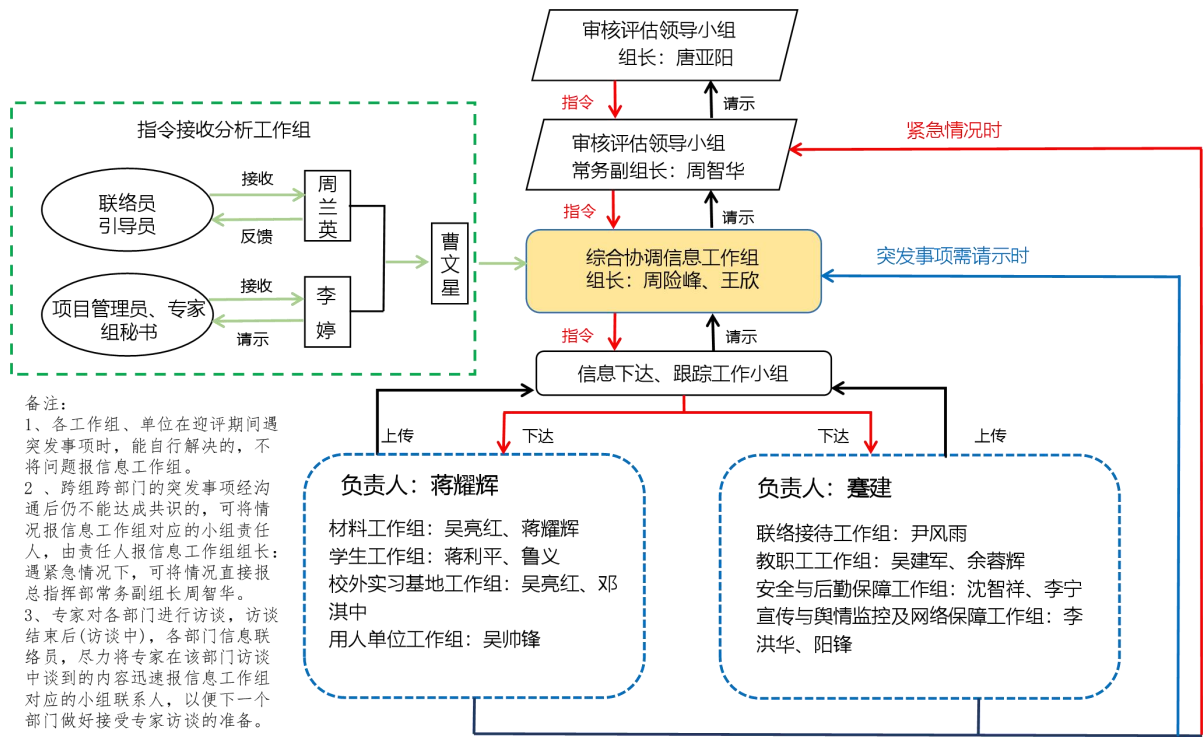 审核评估领导小组
组长：唐亚阳
指令
请示
审核评估领导小组
常务副组长：周智华
紧急情况时
指令
请示
综合协调信息工作组
组长：周险峰、王欣
突发事项需请示时
指令
请示
信息下达、跟踪工作小组
指令接收分析工作组
联络员
引导员
接收
反馈
周
兰
英
项目管理员、专家
组秘书
接收
请示
李
婷
曹
文
星
上传
下达
下达
上传
负责人：蒋耀辉
材料工作组：吴亮红、蒋耀辉
学生工作组：蒋利平、鲁义
校外实习基地工作组：吴亮红、邓
淇中
用人单位工作组：吴帅锋
负责人：蹇建
联络接待工作组：尹风雨
教职工工作组：吴建军、余蓉辉
安全与后勤保障工作组：沈智祥、李宁
宣传与舆情监控及网络保障工作组：李
洪华、阳锋
备注：
1、各工作组、单位在迎评期间遇
突发事项时，能自行解决的，不
将问题报信息工作组。
2 、跨组跨部门的突发事项经沟
通后仍不能达成共识的，可将情
况报信息工作组对应的小组责任
人，由责任人报信息工作组组长；
遇紧急情况下，可将情况直接报
总指挥部常务副组长周智华。
3、专家对各部门进行访谈，访谈
结束后(访谈中)，各部门信息联
络员，尽力将专家在该部门访谈
中谈到的内容迅速报信息工作组
对应的小组联系人，以便下一个
部门做好接受专家访谈的准备。